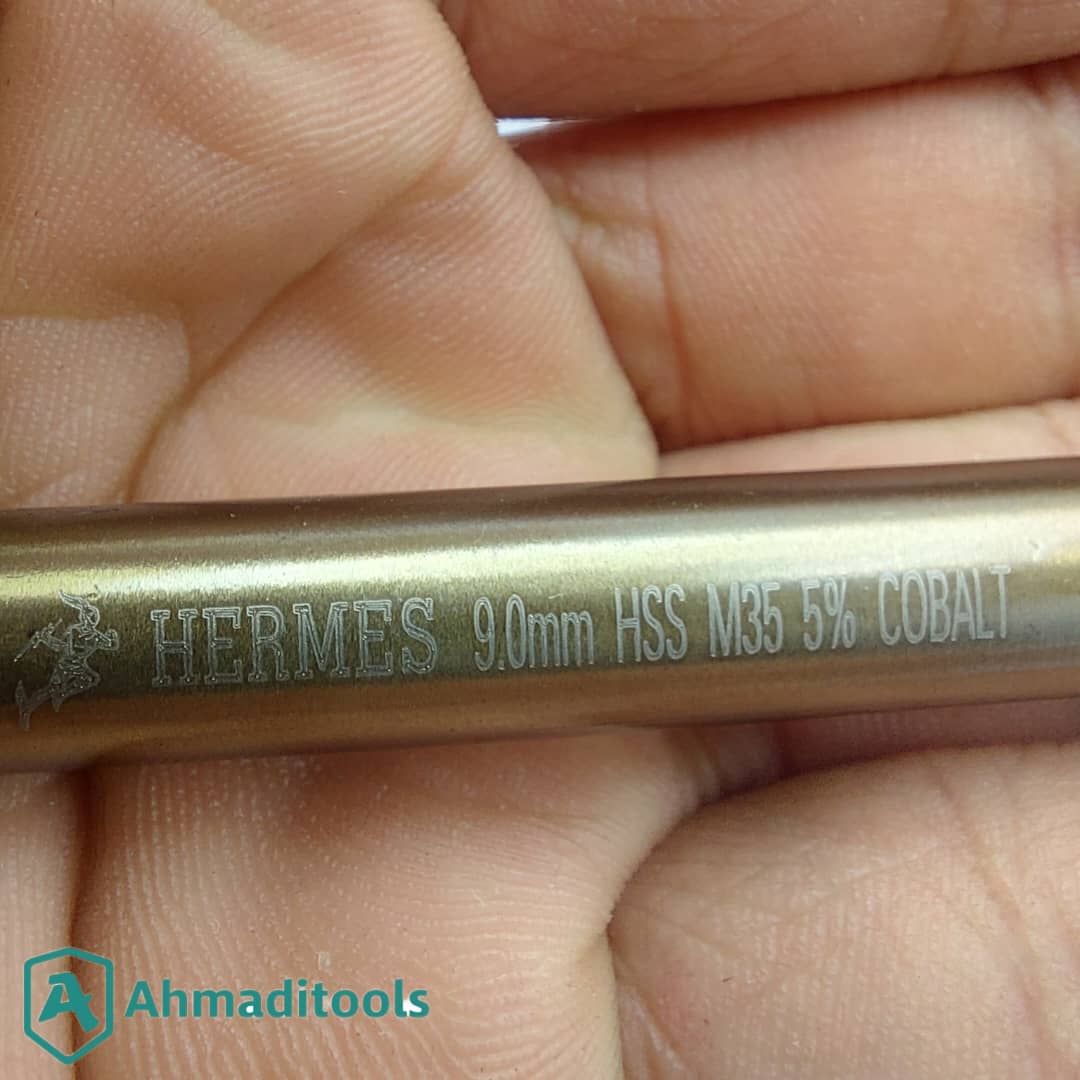 HERMES 9.0mm HSS M35 5% COBALT
Ahmaditools